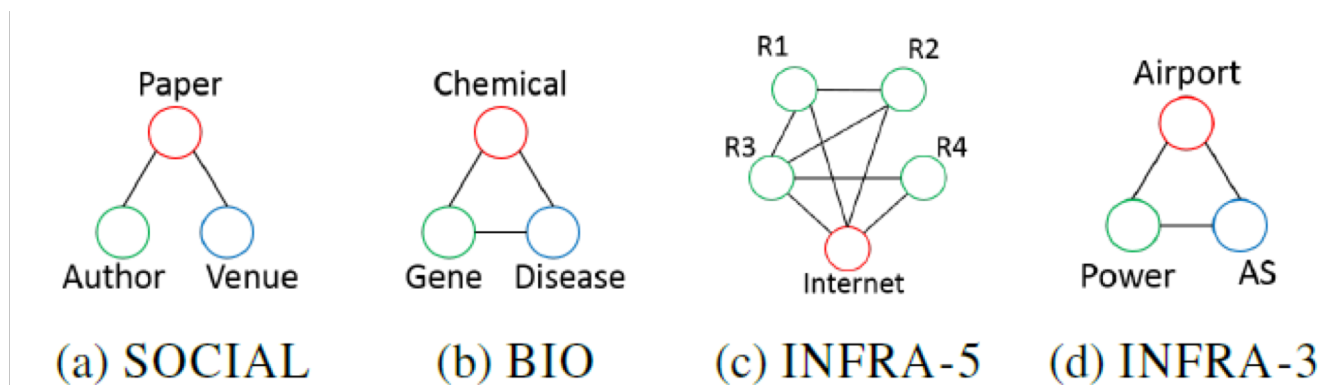 Paper
Author Venue
(a) SOCIAL
Chemical
Gene Disease
(b) BIO
R1 R2
R3 R4
Internet
(c) INFRA-5
Airport
Power AS
(d) INFRA-3